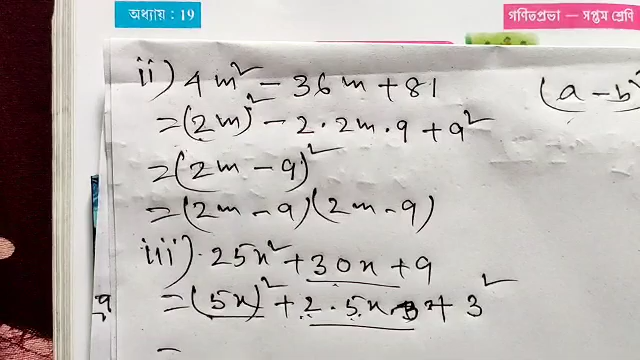 অধ্যায় : 19
গণিতপ্রভা — সপ্তম শ্রেণি
ii) 4m² - 36m + 81
(a - b
= (2m)² - 2·2m·9 + 9²
= (2m - 9)²
= (2m - 9)(2m - 9)
iii) 25x² + 30x + 9
= (5x)² + 2·5x·3 + 3²
=